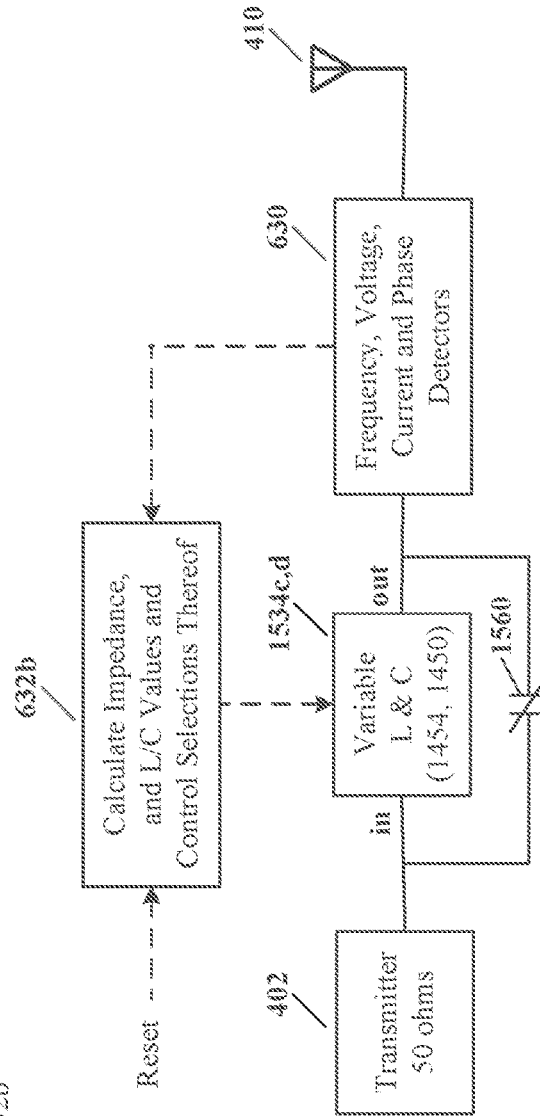 632b
Calculate Impedance,
and L/C Values and
Control Selections Thereof
Reset
410
630
Frequency, Voltage,
Current and Phase
Detectors
1534c,d
in
out
Variable
L & C
(1454, 1450)
402
Transmitter
50 ohms
1560